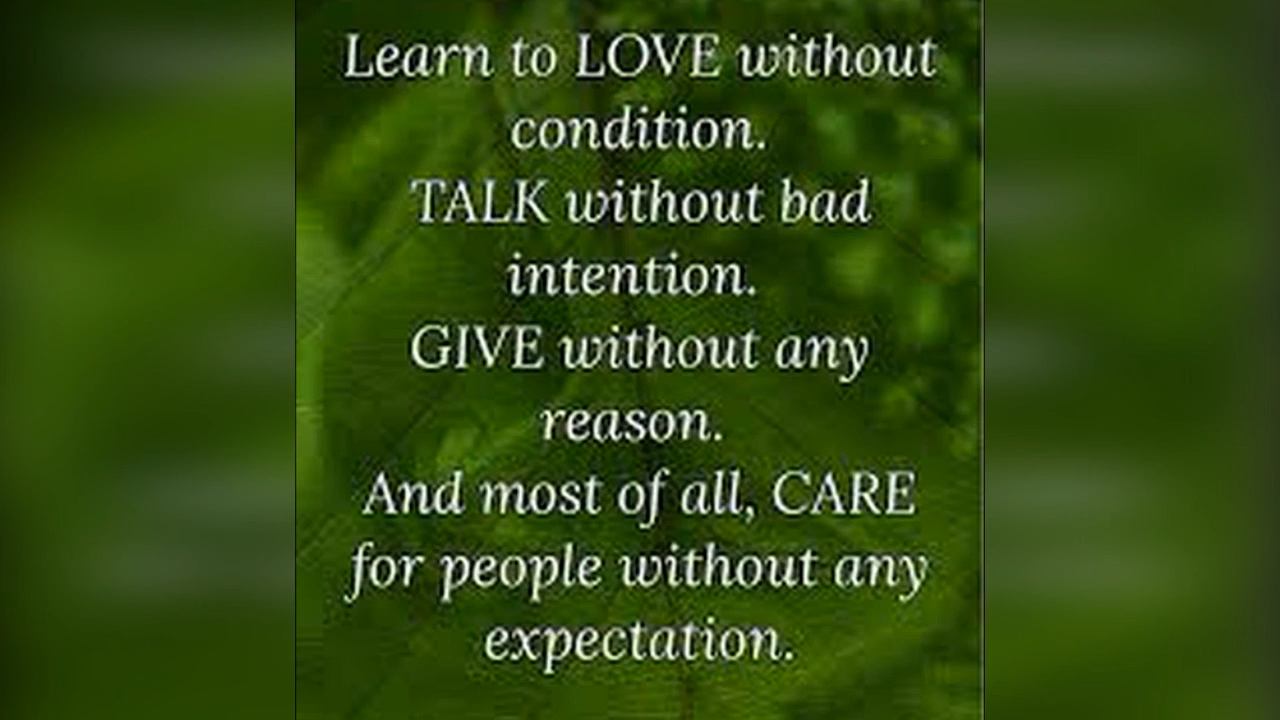 Learn to LOVE without
condition.
TALK without bad
intention.
GIVE without any
reason.
And most of all, CARE
for people without any
expectation.